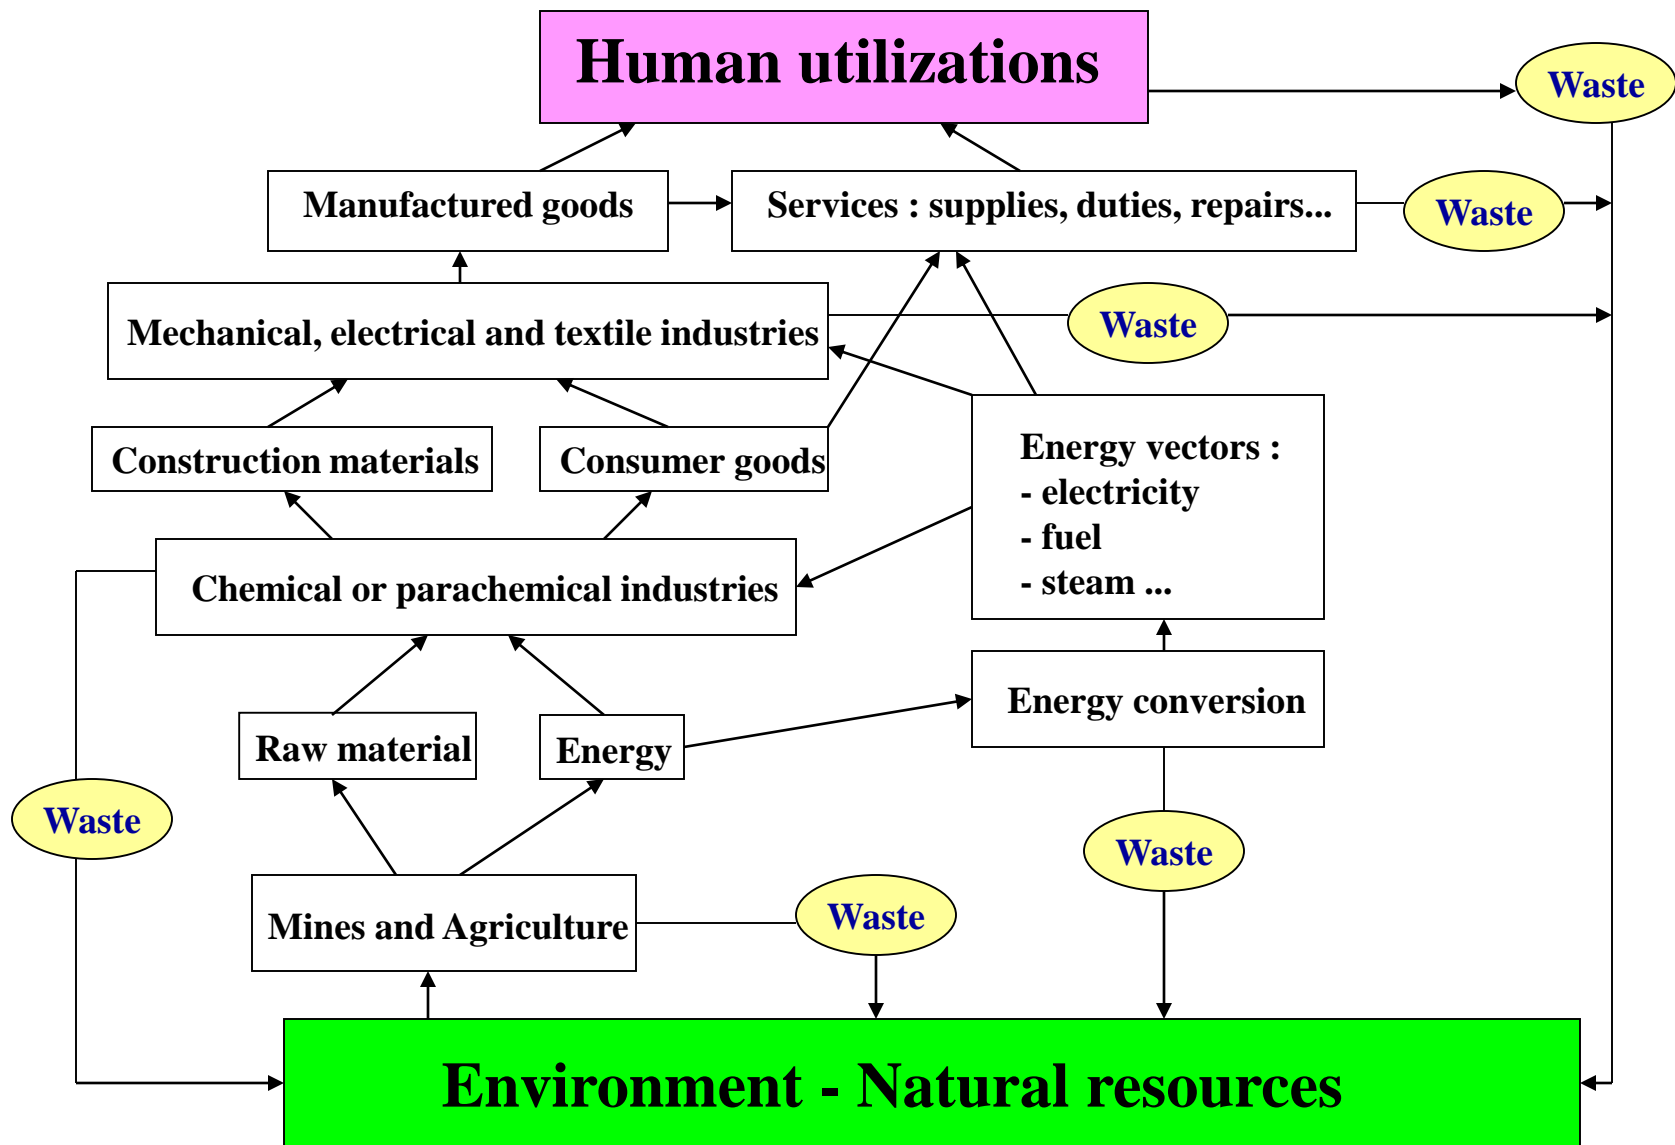 Human utilizations
Waste
Manufactured goods
Services : supplies, duties, repairs...
Waste
Mechanical, electrical and textile industries
Waste
Construction materials
Consumer goods
Energy vectors :
- electricity
- fuel
- steam ...
Chemical or parachemical industries
Raw material
Energy
Energy conversion
Waste
Waste
Mines and Agriculture
Waste
Environment - Natural resources